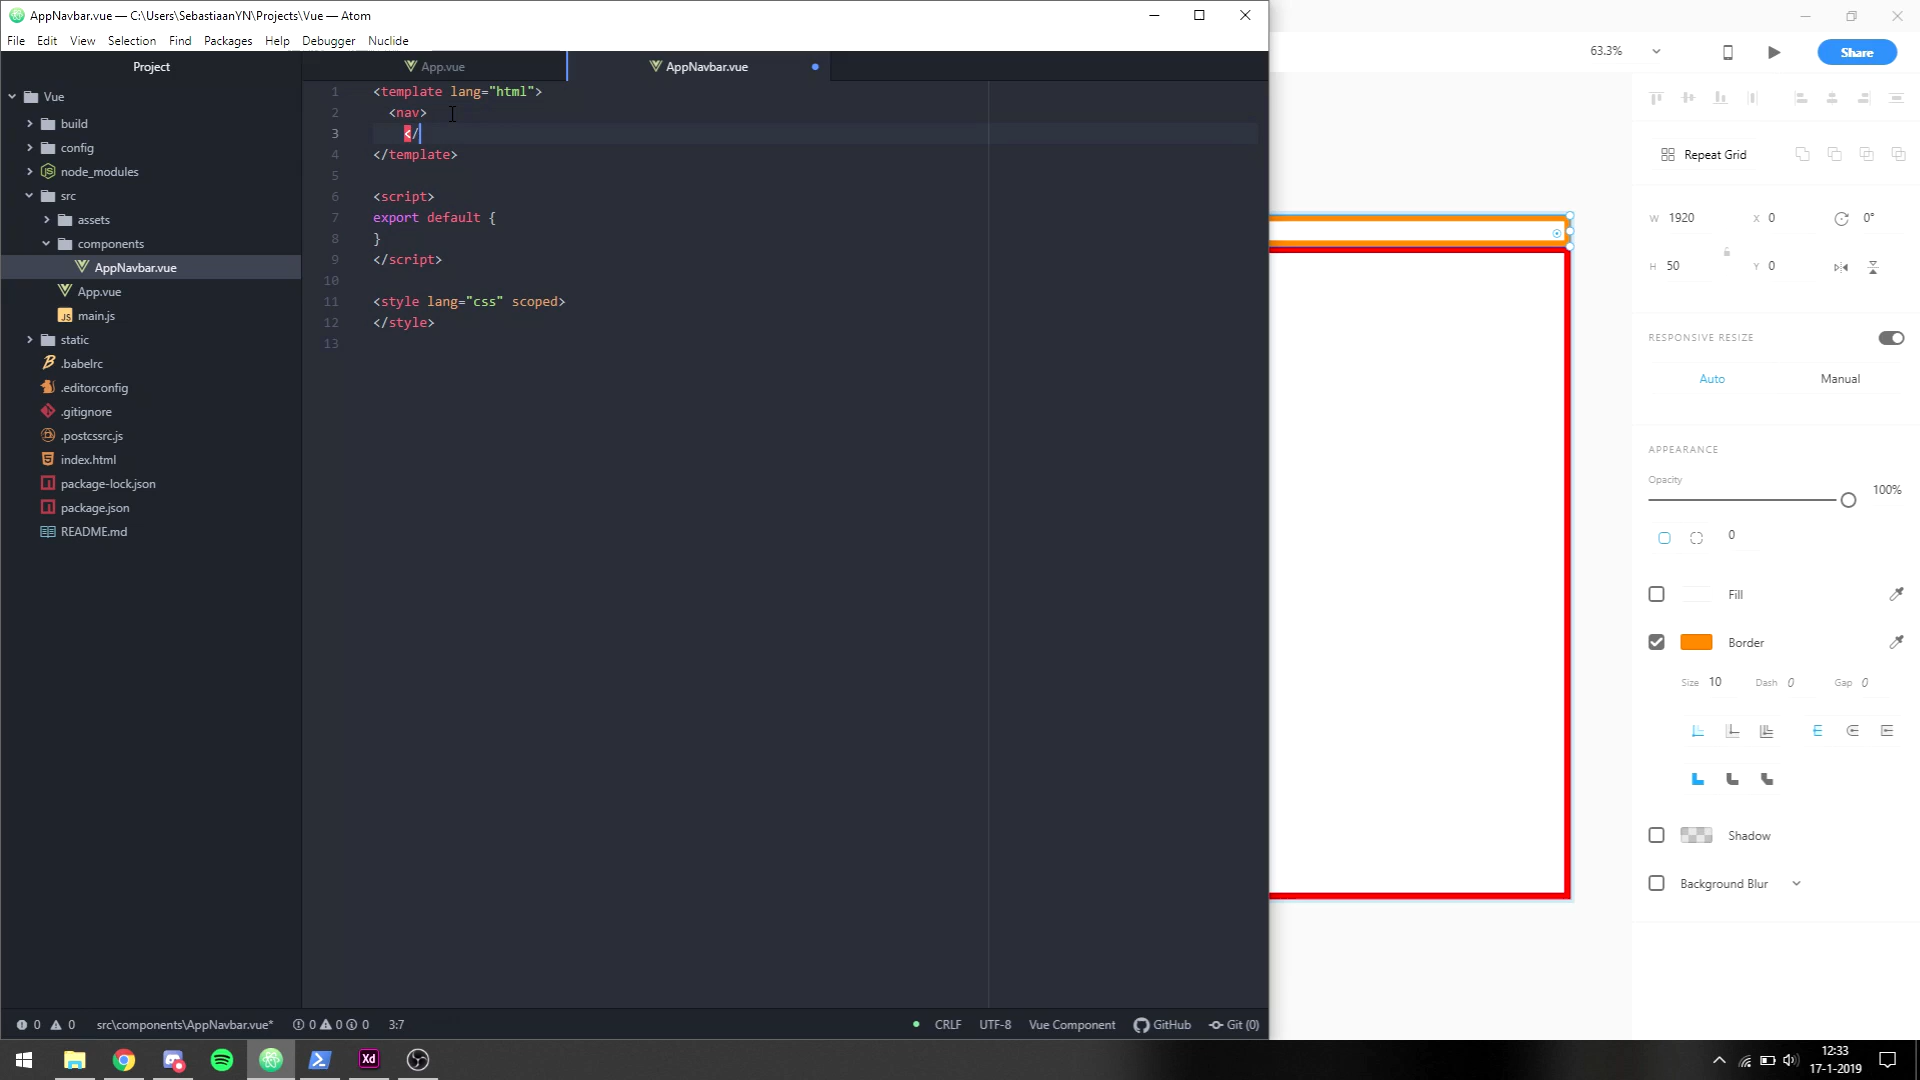 AppNavbar.vue — C:\Users\SebastiaanYN\Projects\Vue — Atom
File Edit View Selection Find Packages Help Debugger Nuclide
Project
Vue
build
config
node_modules
src
assets
components
AppNavbar.vue
App.vue
main.js
static
.babelrc
.editorconfig
.gitignore
.postcssrc.js
index.html
package-lock.json
package.json
README.md
App.vue
AppNavbar.vue
1 <template lang="html">
2 <nav>
3 </
4 </template>
5
6 <script>
7 export default {
8 }
9 </script>
10
11 <style lang="css" scoped>
12 </style>
13
0 0 src\components\AppNavbar.vue* 0 0 0 3:7
CRLF UTF-8 Vue Component GitHub Git (0)
63.3%
Share
Repeat Grid
W 1920 X 0 0°
H 50 Y 0
RESPONSIVE RESIZE
Auto Manual
APPEARANCE
Opacity
100%
0
Fill
Border
Size 10 Dash 0 Gap 0
Shadow
Background Blur
Xd
12:33
17-1-2019